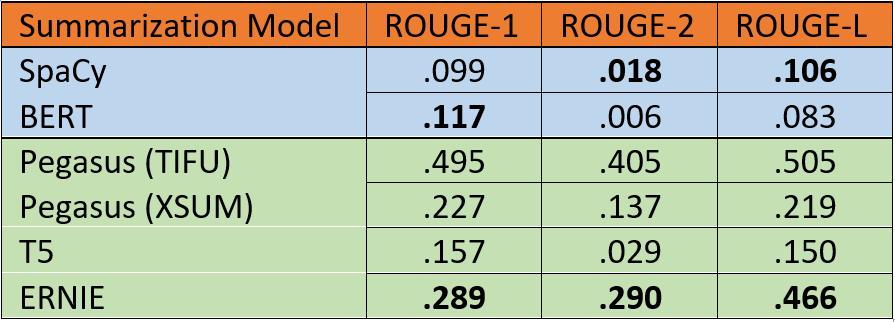 Summarization Model ROUGE-1 ROUGE-2 ROUGE-L
SpaCy .099 .018 .106
BERT .117 .006 .083
Pegasus (TIFU) .495 .405 .505
Pegasus (XSUM) .227 .137 .219
T5 .157 .029 .150
ERNIE .289 .290 .466